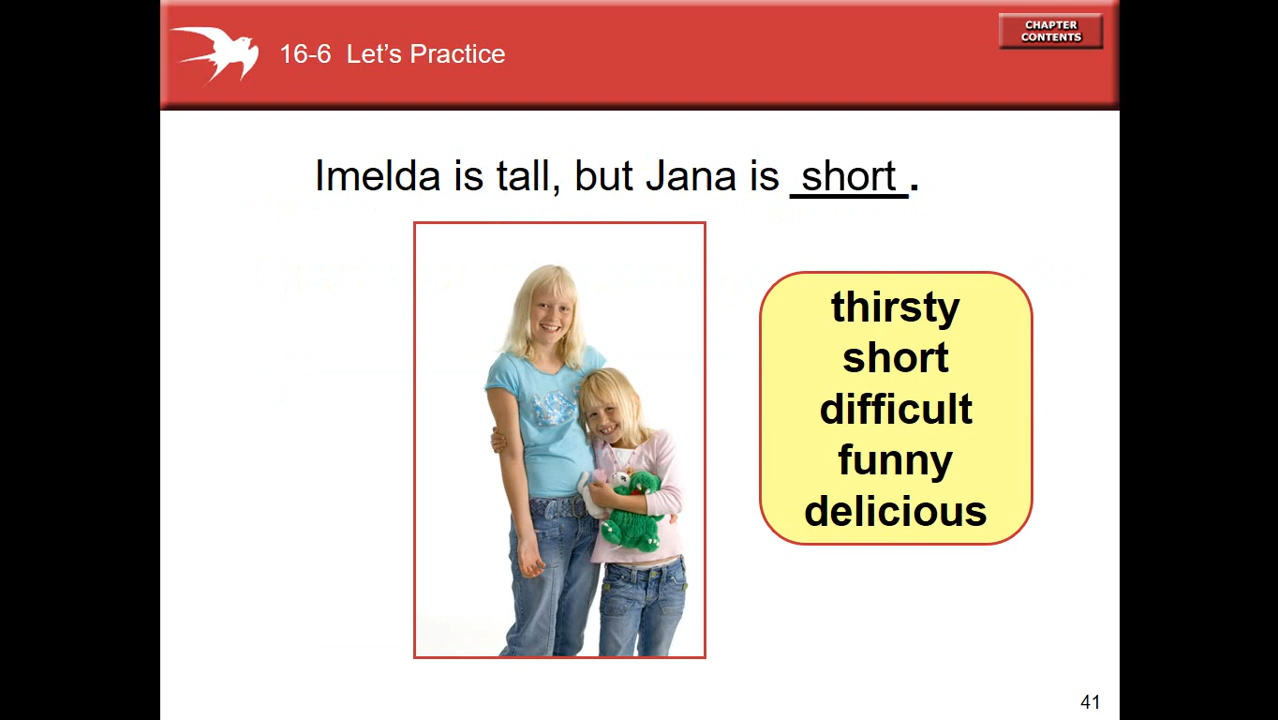 CHAPTER
CONTENTS
16-6 Let's Practice
Imelda is tall, but Jana is short.
thirsty
short
difficult
funny
delicious
41